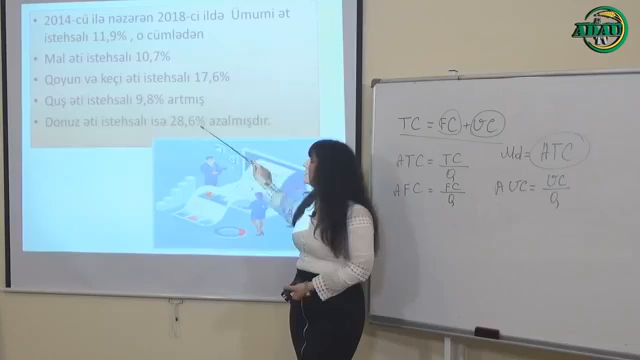 2014-cü ilə nəzərən 2018-ci ildə Ümumi ət
istehsalı 11,9% , o cümlədən
Mal əti istehsalı 10,7%
Qoyun və keçi əti istehsalı 17,6%
Quş əti istehsalı 9,8% artmış
Donuz əti istehsalı isə 28,6% azalmışdır.
TC = FC + VC
ATC = TC/Q
Md = ATC
AFC = FC/Q
AVC = VC/Q
ADAU
TV